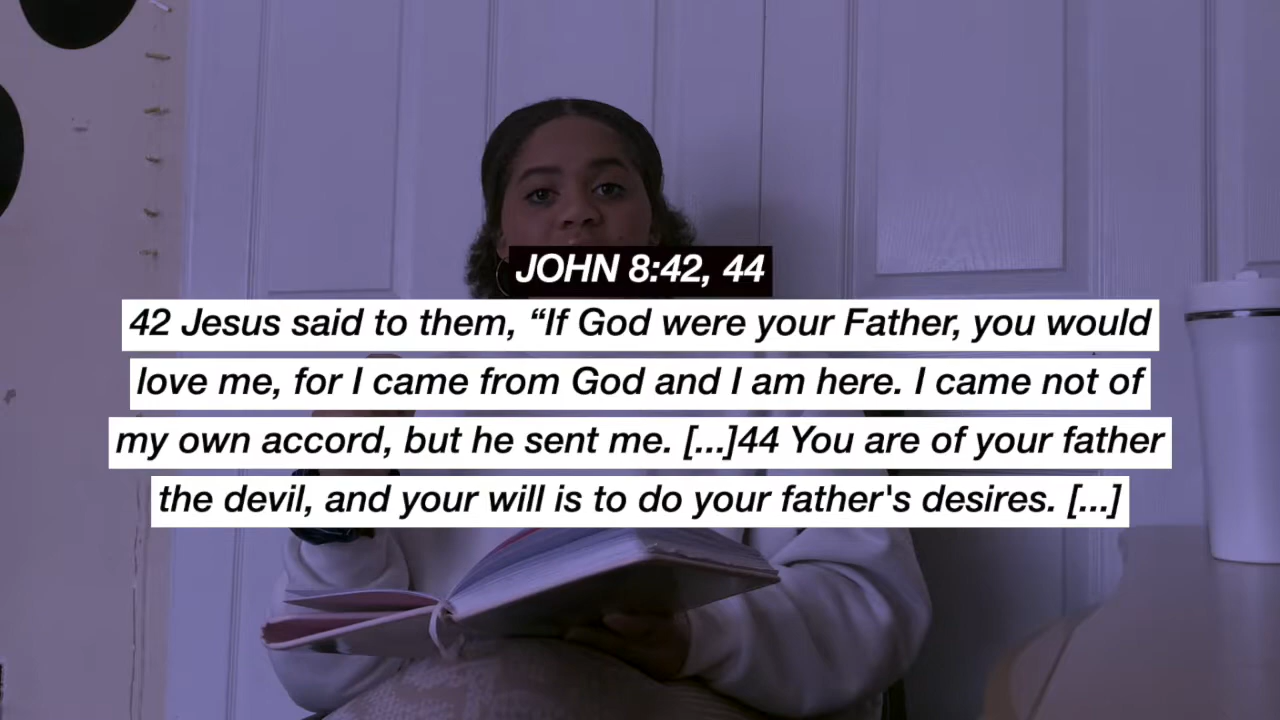 JOHN 8:42, 44
42 Jesus said to them, “If God were your Father, you would
love me, for I came from God and I am here. I came not of
my own accord, but he sent me. [...]44 You are of your father
the devil, and your will is to do your father's desires. [...]